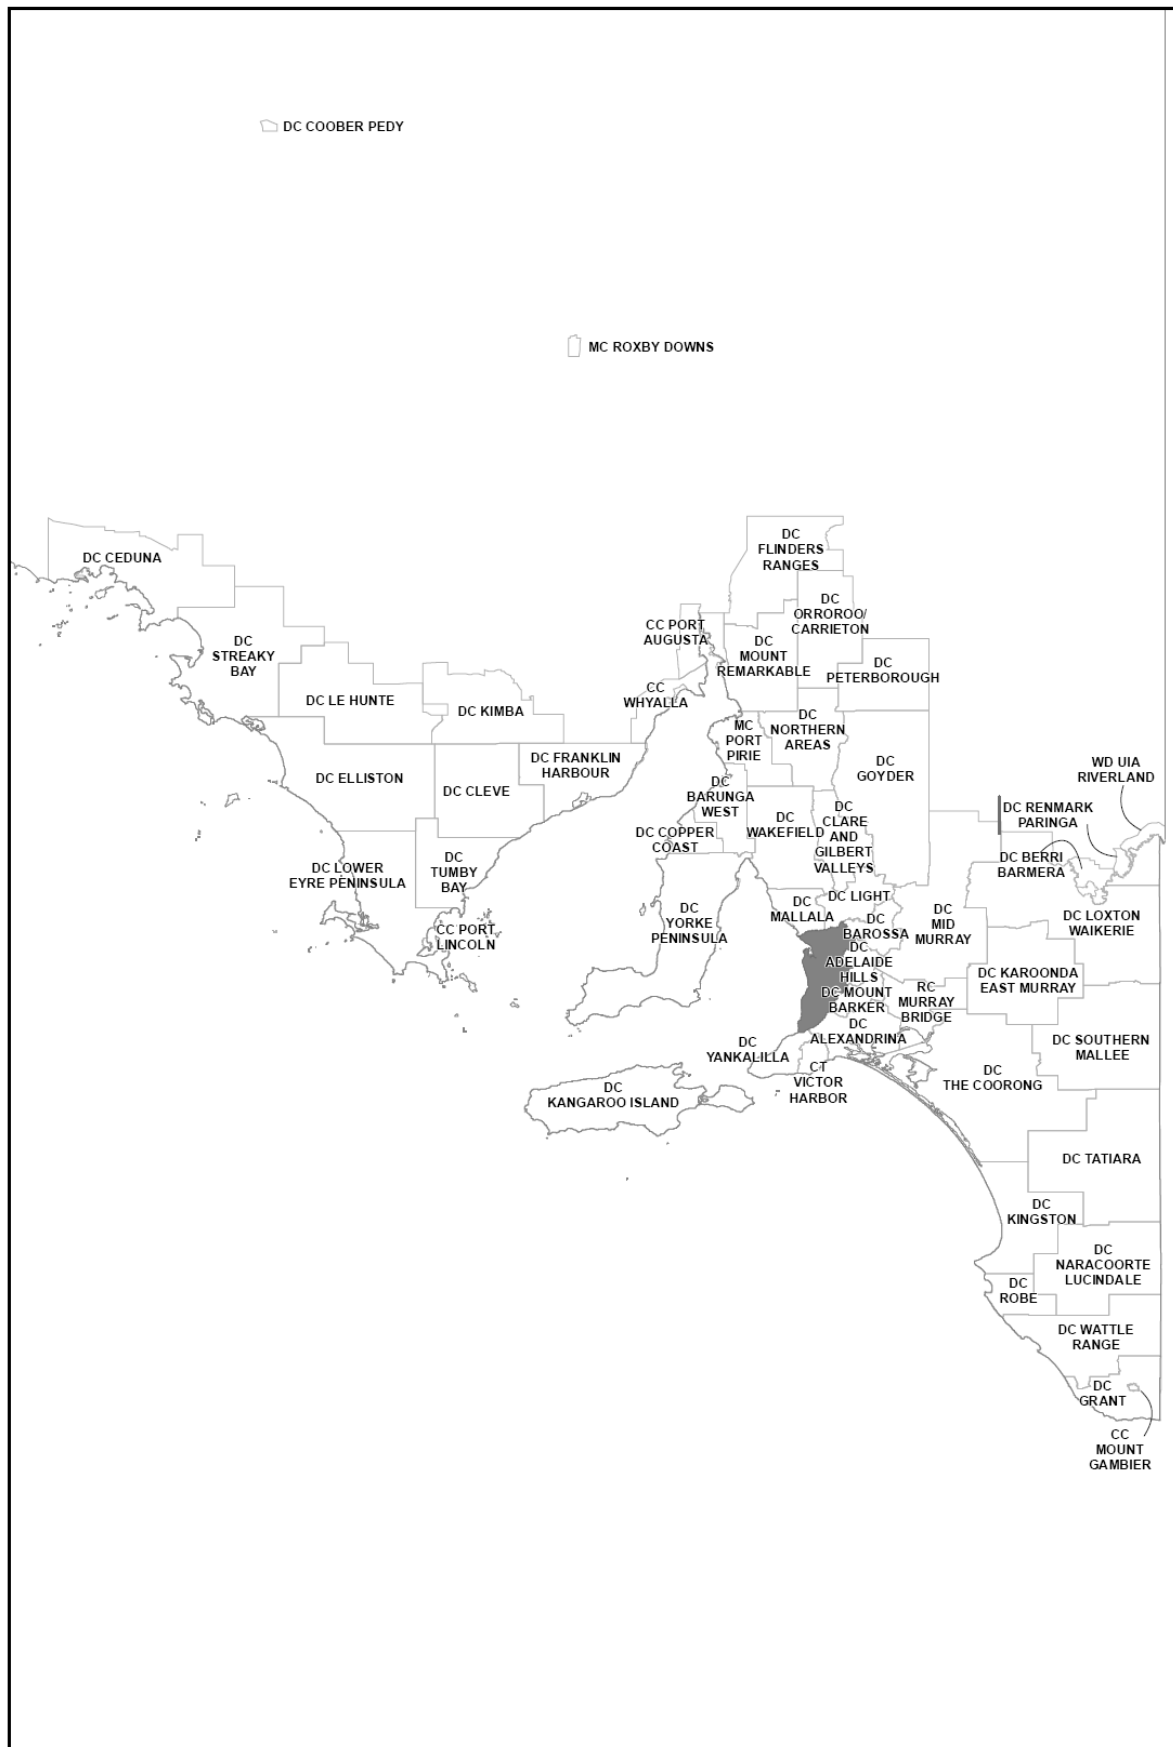 DC COOBER PEDY
MC ROXBY DOWNS
DC
FLINDERS
RANGES
DC CEDUNA
DC
ORROROO/
CARRIETON
CC PORT
AUGUSTA
DC
STREAKY
BAY
DC
MOUNT
REMARKABLE
DC
PETERBOROUGH
DC LE HUNTE
CC
WHYALLA
DC KIMBA
MC
PORT
PIRIE
DC
NORTHERN
AREAS
DC FRANKLIN
HARBOUR
DC
GOYDER
WD UIA
RIVERLAND
DC ELLISTON
DC CLEVE
DC
BARUNGA
WEST
DC RENMARK
PARINGA
DC
WAKEFIELD
DC
CLARE
AND
GILBERT
VALLEYS
DC COPPER
COAST
DC BERRI
BARMERA
DC LOWER
EYRE PENINSULA
DC
TUMBY
BAY
DC LIGHT
DC
MALLALA
DC
YORKE
PENINSULA
DC
BAROSSA
DC
MID
MURRAY
DC LOXTON
WAIKERIE
CC PORT
LINCOLN
DC
ADELAIDE
HILLS
DC KAROONDA
EAST MURRAY
DC MOUNT
BARKER
RC
MURRAY
BRIDGE
DC
ALEXANDRINA
DC SOUTHERN
MALLEE
DC
YANKALILLA
CT
VICTOR
HARBOR
DC
THE COORONG
DC
KANGAROO ISLAND
DC TATIARA
DC
KINGSTON
DC
NARACOORTE
LUCINDALE
DC
ROBE
DC WATTLE
RANGE
DC
GRANT
CC
MOUNT
GAMBIER